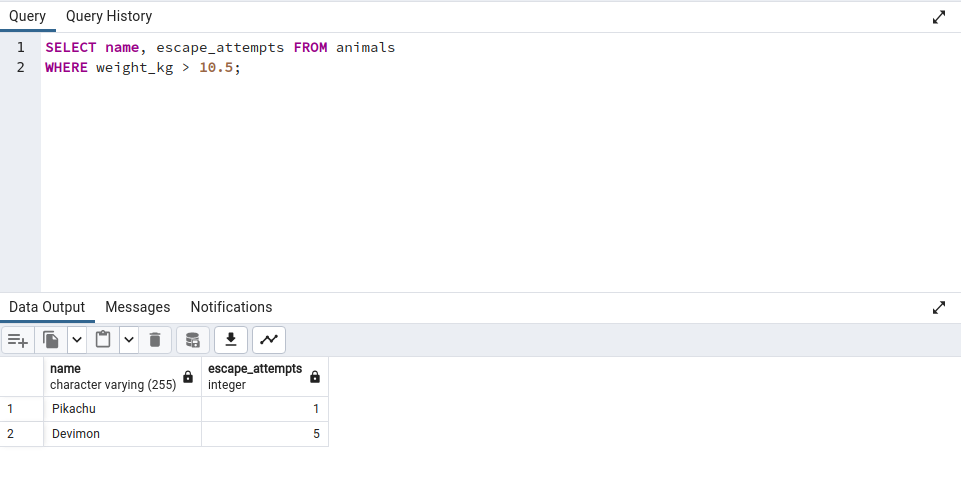 Query Query History
1 SELECT name, escape_attempts FROM animals
2 WHERE weight_kg > 10.5;
Data Output Messages Notifications
name escape_attempts
character varying (255) integer
1 Pikachu 1
2 Devimon 5